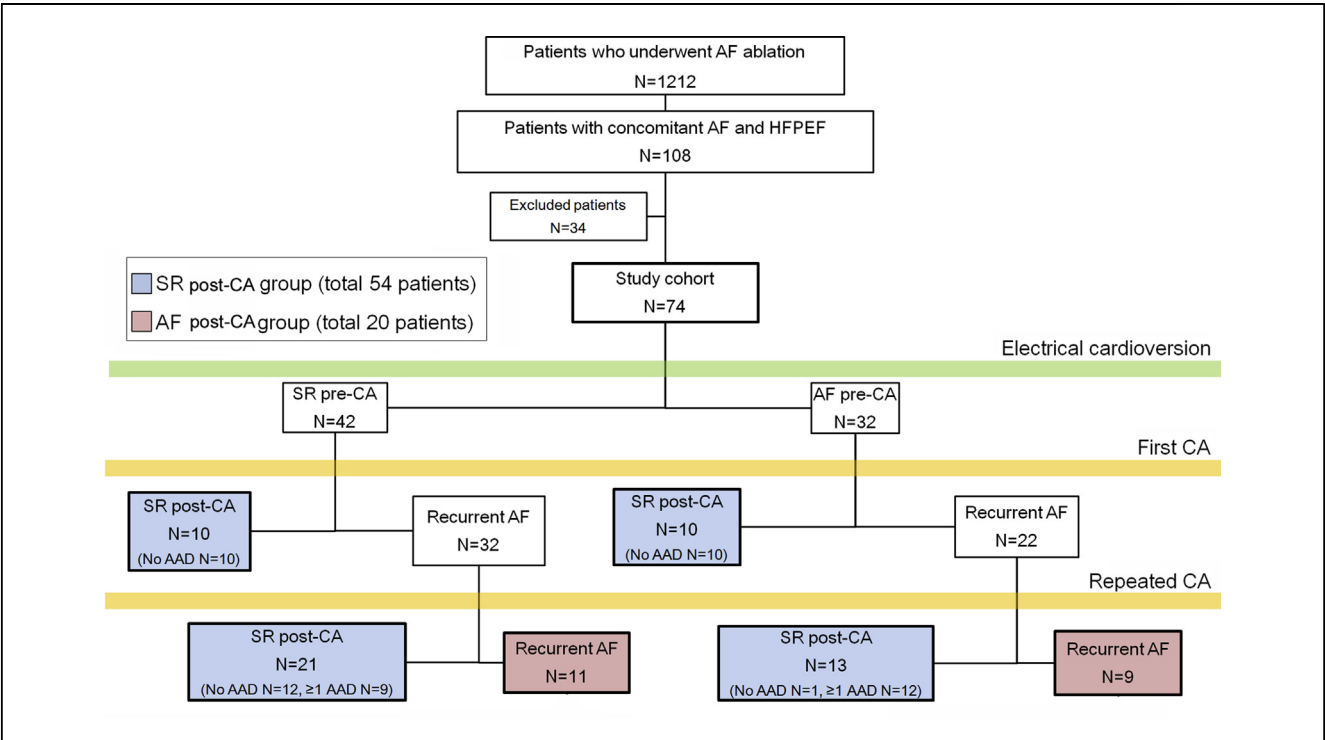 Patients who underwent AF ablation
N=1212
Patients with concomitant AF and HFPEF
N=108
Excluded patients
N=34
Study cohort
N=74
SR post-CA group (total 54 patients)
AF post-CA group (total 20 patients)
Electrical cardioversion
SR pre-CA
N=42
AF pre-CA
N=32
First CA
SR post-CA
N=10
(No AAD N=10)
Recurrent AF
N=32
SR post-CA
N=10
(No AAD N=10)
Recurrent AF
N=22
Repeated CA
SR post-CA
N=21
(No AAD N=12, ≥1 AAD N=9)
Recurrent AF
N=11
SR post-CA
N=13
(No AAD N=1, ≥1 AAD N=12)
Recurrent AF
N=9